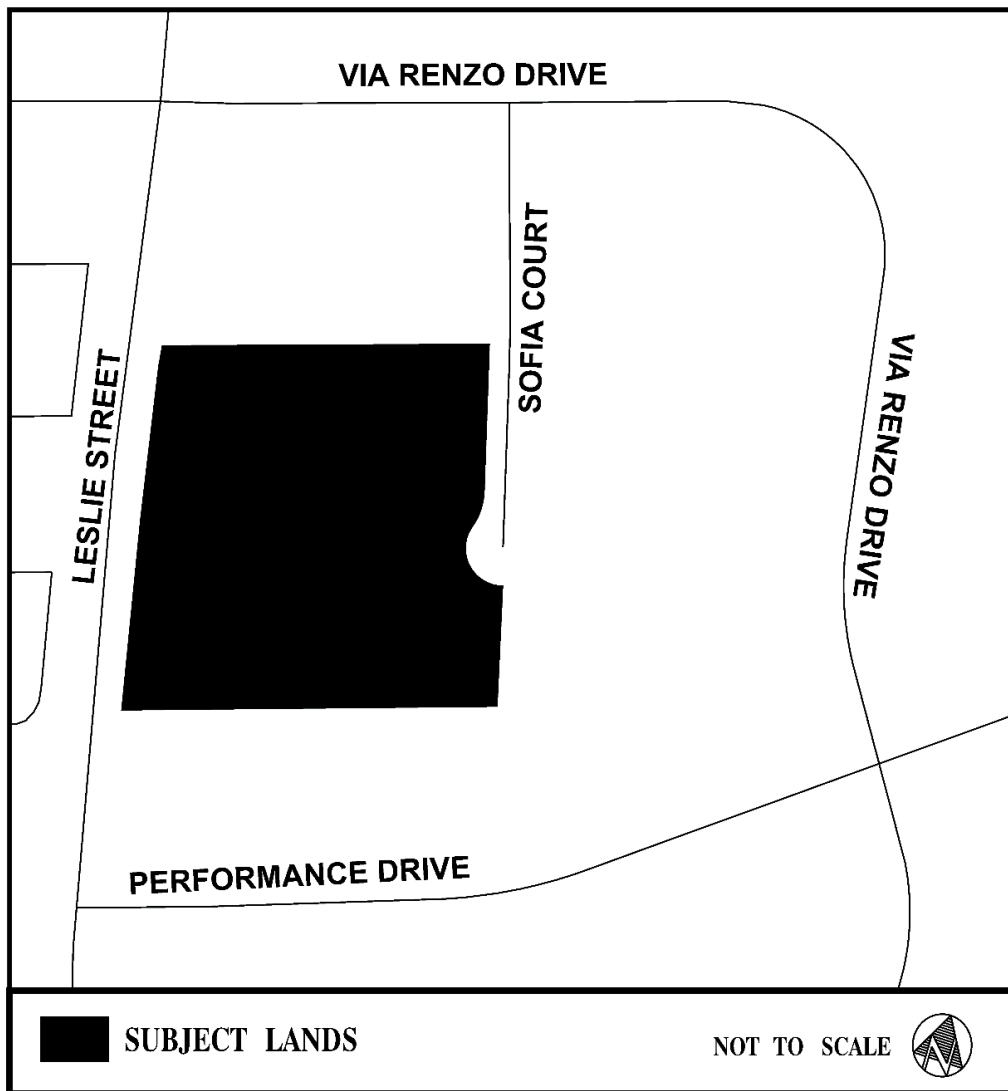 VIA RENZO DRIVE
SOFIA COURT
LESLIE STREET
VIA RENZO DRIVE
PERFORMANCE DRIVE
SUBJECT LANDS
NOT TO SCALE
N